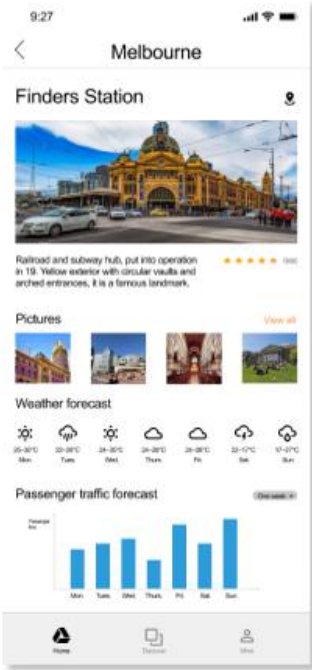 9:27
Melbourne
Finders Station
Railroad and subway hub, put into operation
in 19. Yellow exterior with circular vaults and
arched entrances, it is a famous landmark.
Pictures
View all
Weather forecast
Mon Tues. Wed. Thurs. Fri. Sat. Sun
Passenger traffic forecast
One week
Passenger
Mon Tues. Wed. Thurs. Fri. Sat. Sun
Home
Discover
Mine